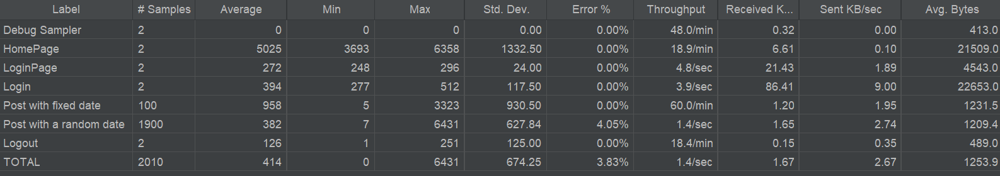 Label # Samples Average Min Max Std. Dev. Error % Throughput Received K... Sent KB/sec Avg. Bytes
Debug Sampler 2 0 0 0 0.00 0.00% 48.0/min 0.32 0.00 413.0
HomePage 2 5025 3693 6358 1332.50 0.00% 18.9/min 6.61 0.10 21509.0
LoginPage 2 272 248 296 24.00 0.00% 4.8/sec 21.43 1.89 4543.0
Login 2 394 277 512 117.50 0.00% 3.9/sec 86.41 9.00 22653.0
Post with fixed date 100 958 5 3323 930.50 0.00% 60.0/min 1.20 1.95 1231.5
Post with a random date 1900 382 7 6431 627.84 4.05% 1.4/sec 1.65 2.74 1209.4
Logout 2 126 1 251 125.00 0.00% 18.4/min 0.15 0.35 489.0
TOTAL 2010 414 0 6431 674.25 3.83% 1.4/sec 1.67 2.67 1253.9